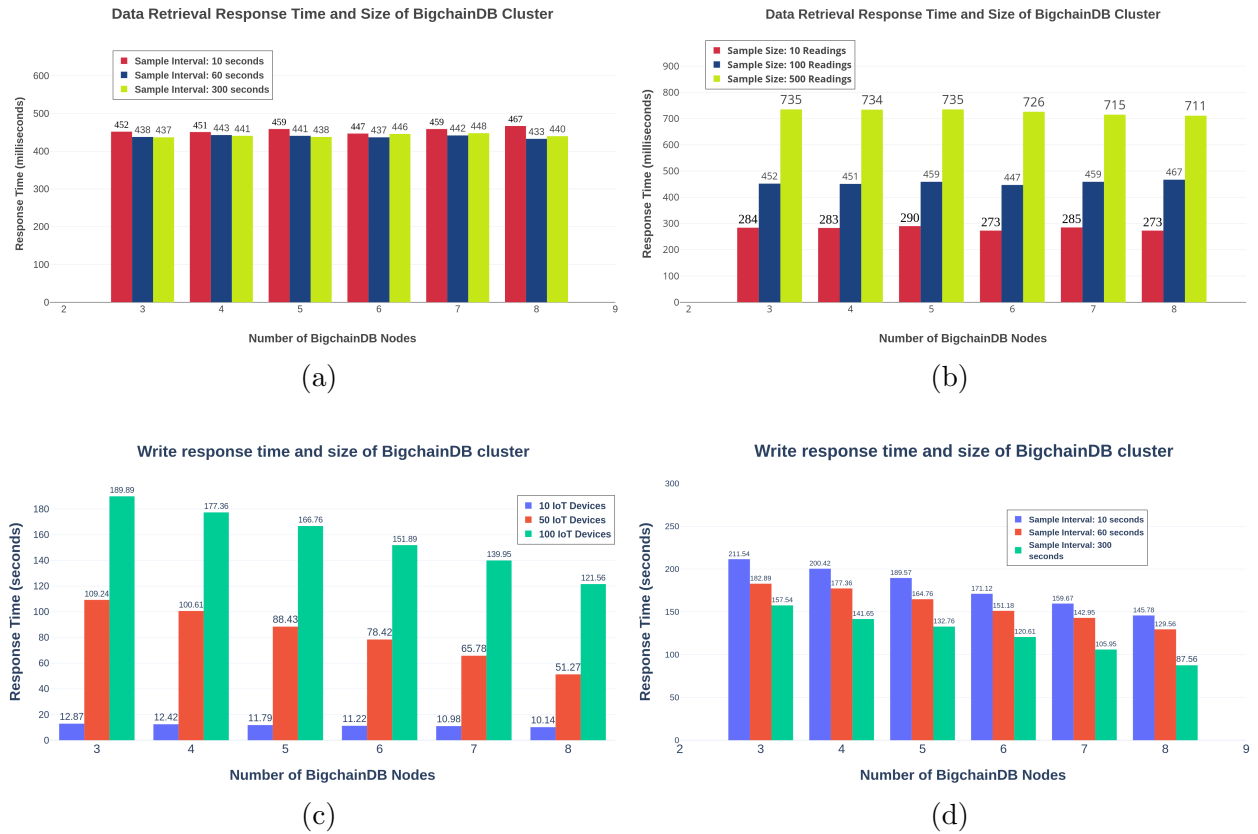 Data Retrieval Response Time and Size of BigchainDB Cluster
Sample Interval: 10 seconds
Sample Interval: 60 seconds
Sample Interval: 300 seconds
Response Time (milliseconds)
600
500
400
300
200
100
0
452 438 437 451 443 441 459 441 438 447 437 446 459 442 448 467 433 440
2 3 4 5 6 7 8 9
Number of BigchainDB Nodes
(a)
Data Retrieval Response Time and Size of BigchainDB Cluster
Sample Size: 10 Readings
Sample Size: 100 Readings
Sample Size: 500 Readings
Response Time (milliseconds)
900
800
700
600
500
400
300
200
100
0
284 452 735 283 451 734 290 459 735 273 447 726 285 459 715 273 467 711
2 3 4 5 6 7 8
Number of BigchainDB Nodes
(b)
Write response time and size of BigchainDB cluster
10 IoT Devices
50 IoT Devices
100 IoT Devices
Response Time (seconds)
180
160
140
120
100
80
60
40
20
0
12.87 109.24 189.89 12.42 100.61 177.36 11.79 88.43 166.76 11.22 78.42 151.89 10.98 65.78 139.95 10.14 51.27 121.56
3 4 5 6 7 8
Number of BigchainDB Nodes
(c)
Write response time and size of BigchainDB cluster
Sample Interval: 10 seconds
Sample Interval: 60 seconds
Sample Interval: 300
seconds
Response Time (seconds)
300
250
200
150
100
50
0
211.54 182.89 157.54 200.42 177.36 141.65 189.57 164.76 132.76 171.12 151.18 120.61 159.67 142.95 105.95 145.78 129.56 87.56
2 3 4 5 6 7 8 9
Number of BigchainDB Nodes
(d)